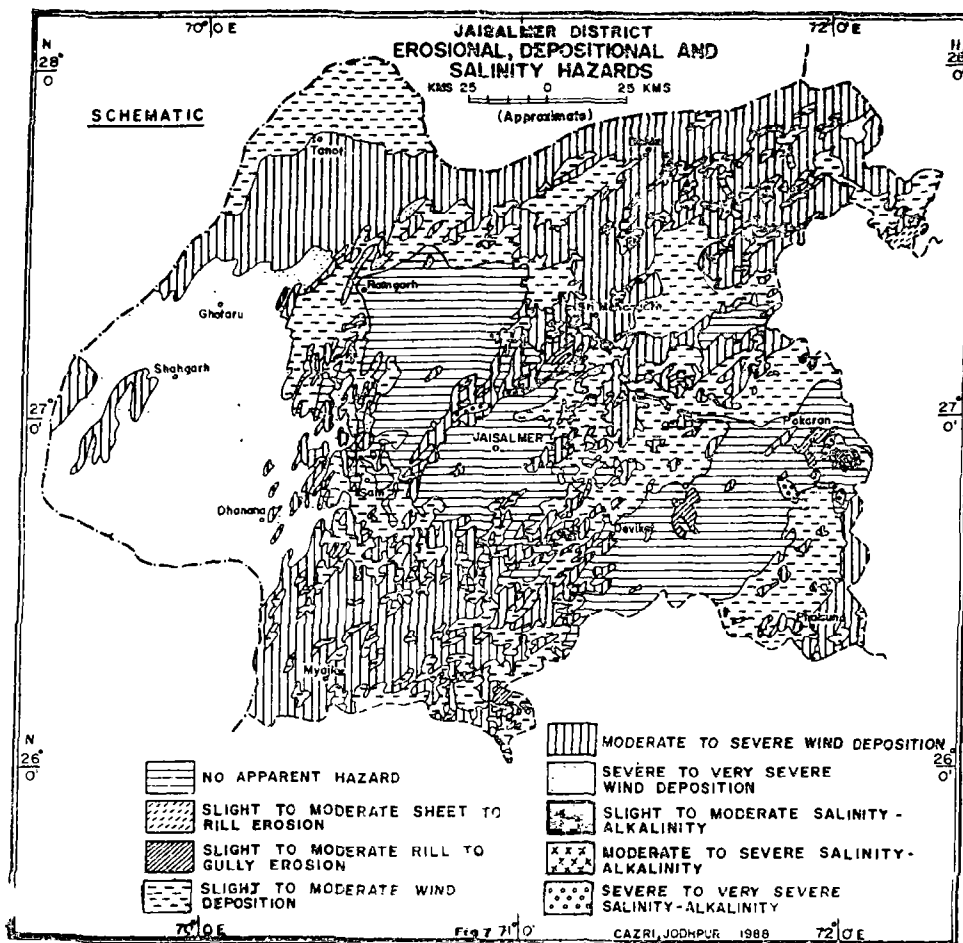 70° 0 E
72° 0 E
JAISALMER DISTRICT
EROSIONAL, DEPOSITIONAL AND
SALINITY HAZARDS
KMS 25 0 25 KMS
(Approximate)
N
28°
0'
N
28°
0'
SCHEMATIC
Tanot
Ramgarh
Ghotaru
Shahgarh
27°
0'
27°
0'
Pokaran
JAISALMER
Sam
Dhanana
Devikot
N
26°
0'
26°
0'
NO APPARENT HAZARD
SLIGHT TO MODERATE SHEET TO
RILL EROSION
SLIGHT TO MODERATE RILL TO
GULLY EROSION
SLIGHT TO MODERATE WIND
DEPOSITION
MODERATE TO SEVERE WIND DEPOSITION
SEVERE TO VERY SEVERE
WIND DEPOSITION
SLIGHT TO MODERATE SALINITY-
ALKALINITY
MODERATE TO SEVERE SALINITY-
ALKALINITY
SEVERE TO VERY SEVERE
SALINITY-ALKALINITY
70° 0 E
Fig 7
71° 0'
CAZRI, JODHPUR 1988
72° 0 E